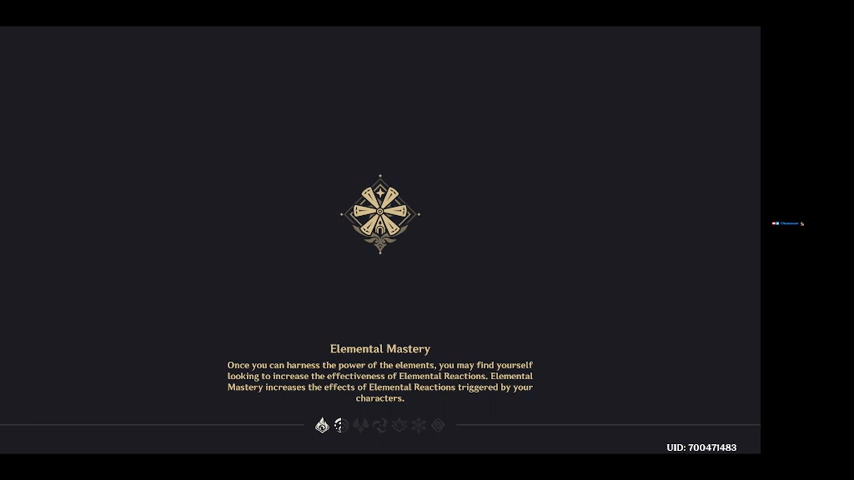 Elemental Mastery
Once you can harness the power of the elements, you may find yourself
looking to increase the effectiveness of Elemental Reactions. Elemental
Mastery increases the effects of Elemental Reactions triggered by your
characters.
UID: 700471483